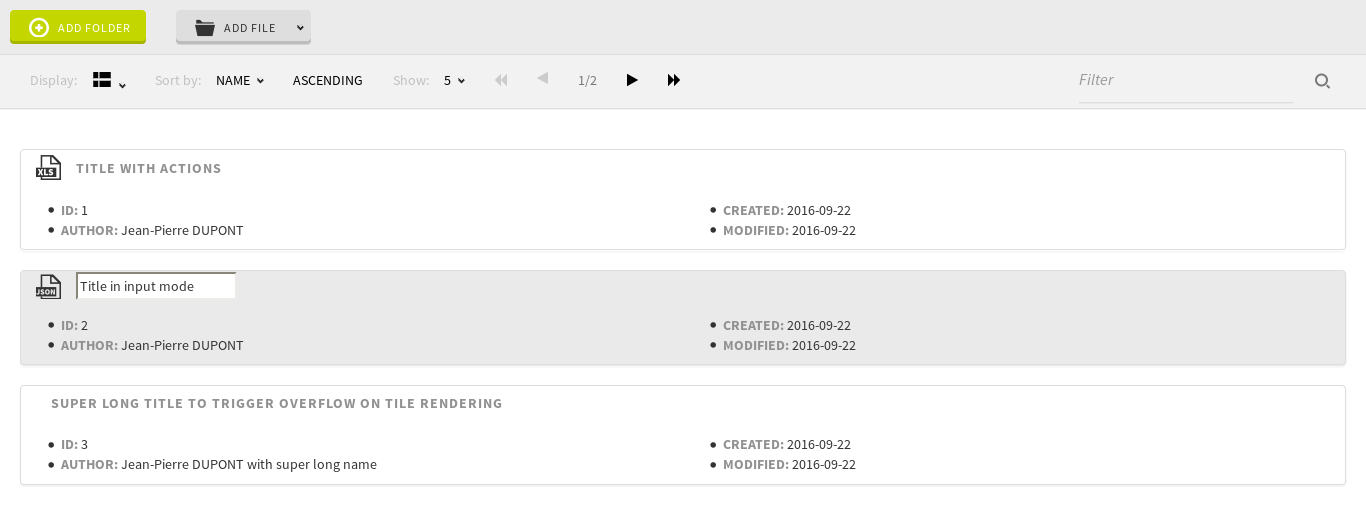 ADD FOLDER
ADD FILE
Display:
Sort by: NAME
ASCENDING
Show: 5
1/2
Filter
XLS
TITLE WITH ACTIONS
ID: 1
CREATED: 2016-09-22
AUTHOR: Jean-Pierre DUPONT
MODIFIED: 2016-09-22
JSON
Title in input mode
ID: 2
CREATED: 2016-09-22
AUTHOR: Jean-Pierre DUPONT
MODIFIED: 2016-09-22
SUPER LONG TITLE TO TRIGGER OVERFLOW ON TILE RENDERING
ID: 3
CREATED: 2016-09-22
AUTHOR: Jean-Pierre DUPONT with super long name
MODIFIED: 2016-09-22